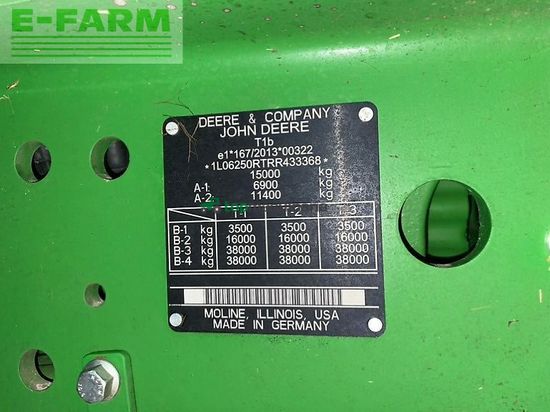 E-FARM
DEERE & COMPANY
JOHN DEERE
T1b
e1*167/2013*00322
*1L06250RTRR433368*
15000 kg
A-1: 6900 kg
A-2: 11400 kg
T-1 T-2 T-3
B-1 kg 3500 3500 3500
B-2 kg 16000 16000 16000
B-3 kg 38000 38000 38000
B-4 kg 38000 38000 38000
MOLINE, ILLINOIS, USA
MADE IN GERMANY